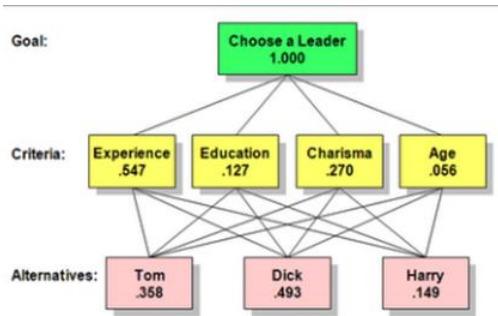 Goal:
Choose a Leader
1.000
Criteria:
Experience
.547
Education
.127
Charisma
.270
Age
.056
Alternatives:
Tom
.358
Dick
.493
Harry
.149